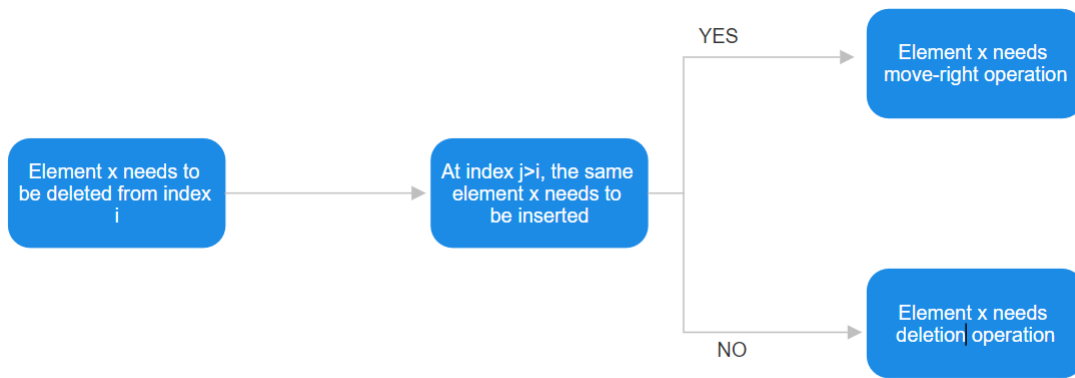 YES
Element x needs
move-right operation
Element x needs to
be deleted from index
i
At index j>i, the same
element x needs to
be inserted
Element x needs
deletion operation
NO